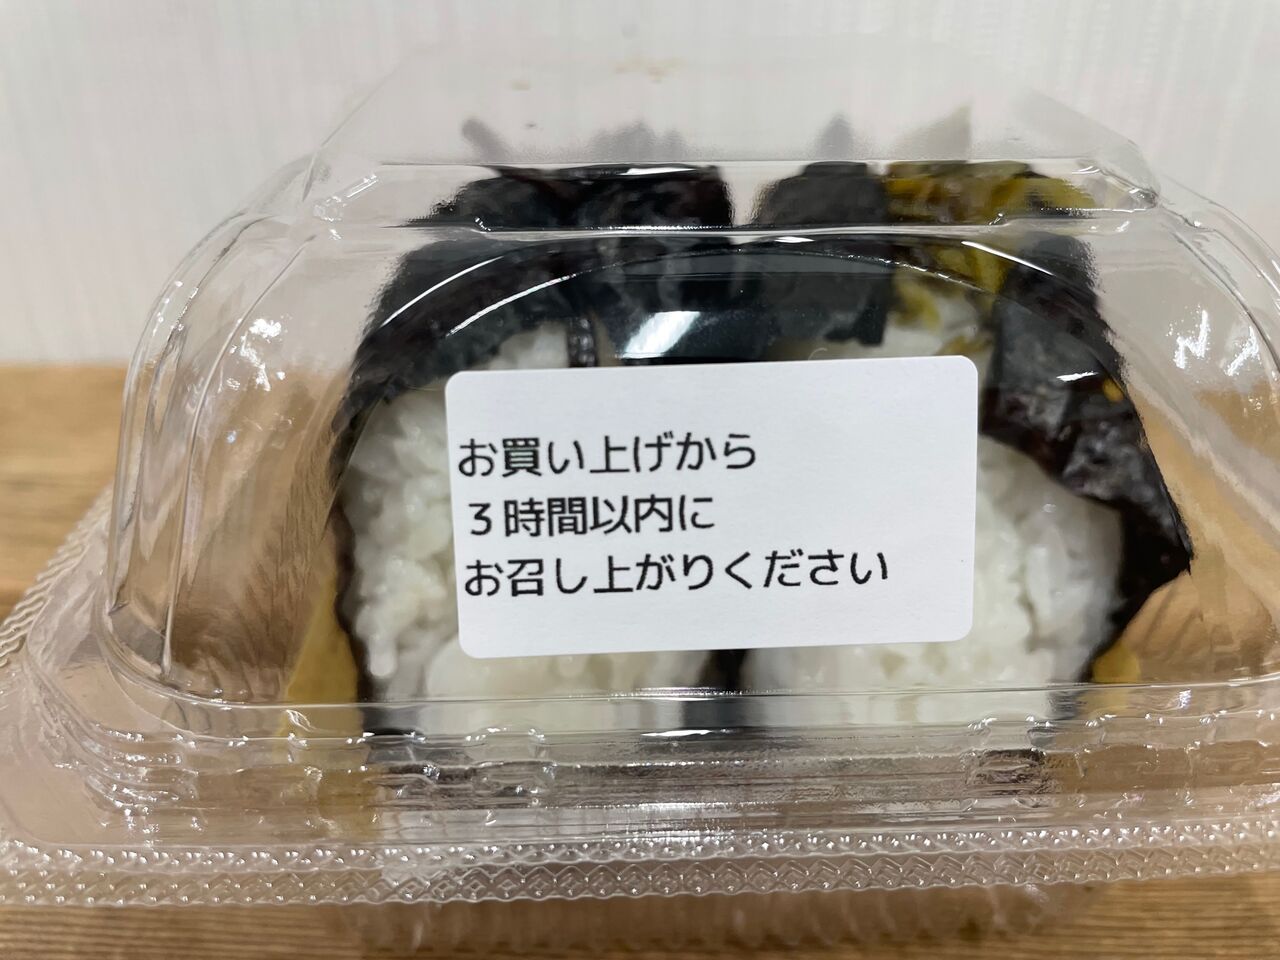 お買い上げから
３時間以内に
お召し上がりください